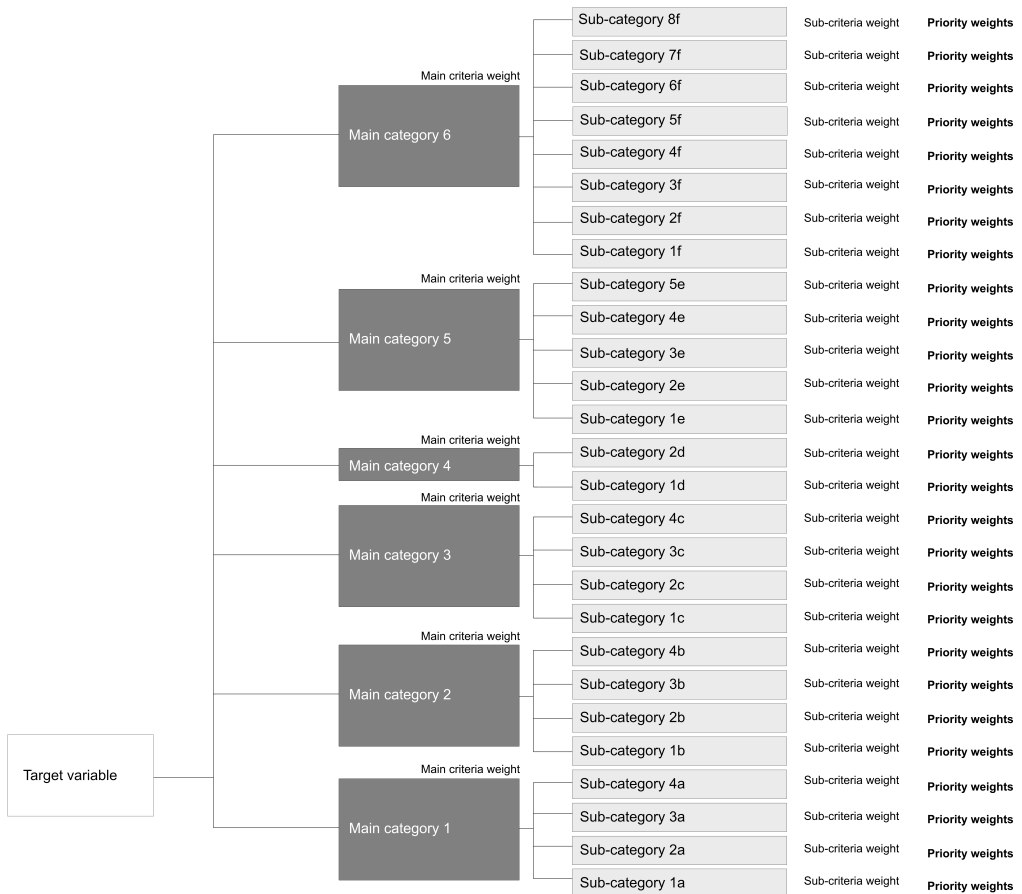 Sub-category 8f Sub-criteria weight Priority weights
Sub-category 7f Sub-criteria weight Priority weights
Main criteria weight
Sub-category 6f Sub-criteria weight Priority weights
Sub-category 5f Sub-criteria weight Priority weights
Main category 6
Sub-category 4f Sub-criteria weight Priority weights
Sub-category 3f Sub-criteria weight Priority weights
Sub-category 2f Sub-criteria weight Priority weights
Sub-category 1f Sub-criteria weight Priority weights
Main criteria weight
Sub-category 5e Sub-criteria weight Priority weights
Sub-category 4e Sub-criteria weight Priority weights
Main category 5
Sub-category 3e Sub-criteria weight Priority weights
Sub-category 2e Sub-criteria weight Priority weights
Sub-category 1e Sub-criteria weight Priority weights
Main criteria weight
Sub-category 2d Sub-criteria weight Priority weights
Main category 4
Sub-category 1d Sub-criteria weight Priority weights
Main criteria weight
Sub-category 4c Sub-criteria weight Priority weights
Main category 3
Sub-category 3c Sub-criteria weight Priority weights
Sub-category 2c Sub-criteria weight Priority weights
Sub-category 1c Sub-criteria weight Priority weights
Main criteria weight
Sub-category 4b Sub-criteria weight Priority weights
Sub-category 3b Sub-criteria weight Priority weights
Main category 2
Sub-category 2b Sub-criteria weight Priority weights
Sub-category 1b Sub-criteria weight Priority weights
Main criteria weight
Target variable
Sub-category 4a Sub-criteria weight Priority weights
Sub-category 3a Sub-criteria weight Priority weights
Main category 1
Sub-category 2a Sub-criteria weight Priority weights
Sub-category 1a Sub-criteria weight Priority weights